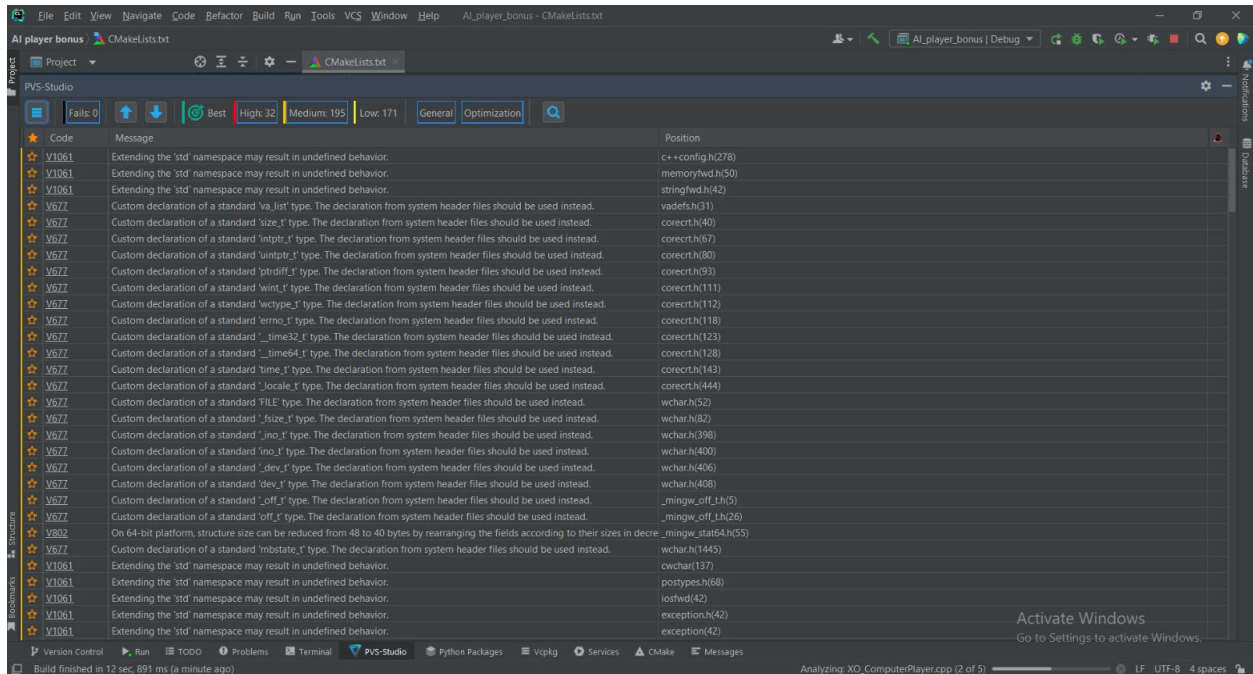 File Edit View Navigate Code Refactor Build Run Tools VCS Window Help AI_player_bonus - CMakeLists.txt
AI player bonus CMakeLists.txt AI_player_bonus | Debug
Project Project CMakeLists.txt
PVS-Studio
Fails: 0 Best High: 32 Medium: 195 Low: 171 General Optimization
Notifications
Database
Code Message Position
V1061 Extending the 'std' namespace may result in undefined behavior. c++config.h(278)
V1061 Extending the 'std' namespace may result in undefined behavior. memoryfwd.h(50)
V1061 Extending the 'std' namespace may result in undefined behavior. stringfwd.h(42)
V677 Custom declaration of a standard 'va_list' type. The declaration from system header files should be used instead. vadefs.h(31)
V677 Custom declaration of a standard 'size_t' type. The declaration from system header files should be used instead. corecrt.h(40)
V677 Custom declaration of a standard 'intptr_t' type. The declaration from system header files should be used instead. corecrt.h(67)
V677 Custom declaration of a standard 'uintptr_t' type. The declaration from system header files should be used instead. corecrt.h(80)
V677 Custom declaration of a standard 'ptrdiff_t' type. The declaration from system header files should be used instead. corecrt.h(93)
V677 Custom declaration of a standard 'wint_t' type. The declaration from system header files should be used instead. corecrt.h(111)
V677 Custom declaration of a standard 'wctype_t' type. The declaration from system header files should be used instead. corecrt.h(112)
V677 Custom declaration of a standard 'errno_t' type. The declaration from system header files should be used instead. corecrt.h(118)
V677 Custom declaration of a standard '__time32_t' type. The declaration from system header files should be used instead. corecrt.h(123)
V677 Custom declaration of a standard '__time64_t' type. The declaration from system header files should be used instead. corecrt.h(128)
V677 Custom declaration of a standard 'time_t' type. The declaration from system header files should be used instead. corecrt.h(143)
V677 Custom declaration of a standard '_locale_t' type. The declaration from system header files should be used instead. corecrt.h(444)
V677 Custom declaration of a standard 'FILE' type. The declaration from system header files should be used instead. wchar.h(52)
V677 Custom declaration of a standard '_fsize_t' type. The declaration from system header files should be used instead. wchar.h(82)
V677 Custom declaration of a standard '_ino_t' type. The declaration from system header files should be used instead. wchar.h(398)
V677 Custom declaration of a standard 'ino_t' type. The declaration from system header files should be used instead. wchar.h(400)
V677 Custom declaration of a standard '_dev_t' type. The declaration from system header files should be used instead. wchar.h(406)
V677 Custom declaration of a standard 'dev_t' type. The declaration from system header files should be used instead. wchar.h(408)
V677 Custom declaration of a standard '_off_t' type. The declaration from system header files should be used instead. _mingw_off_t.h(5)
V677 Custom declaration of a standard 'off_t' type. The declaration from system header files should be used instead. _mingw_off_t.h(26)
V802 On 64-bit platform, structure size can be reduced from 48 to 40 bytes by rearranging the fields according to their sizes in decre _mingw_stat64.h(55)
V677 Custom declaration of a standard 'mbstate_t' type. The declaration from system header files should be used instead. wchar.h(1445)
V1061 Extending the 'std' namespace may result in undefined behavior. cwchar(137)
V1061 Extending the 'std' namespace may result in undefined behavior. postypes.h(68)
V1061 Extending the 'std' namespace may result in undefined behavior. iosfwd(42)
V1061 Extending the 'std' namespace may result in undefined behavior. exception.h(42)
V1061 Extending the 'std' namespace may result in undefined behavior. exception(42)
Structure
Bookmarks
Activate Windows
Go to Settings to activate Windows.
Version Control Run TODO Problems Terminal PVS-Studio Python Packages Vcpkg Services CMake Messages
Build finished in 12 sec, 891 ms (a minute ago) Analyzing: XO_ComputerPlayer.cpp (2 of 5) LF UTF-8 4 spaces